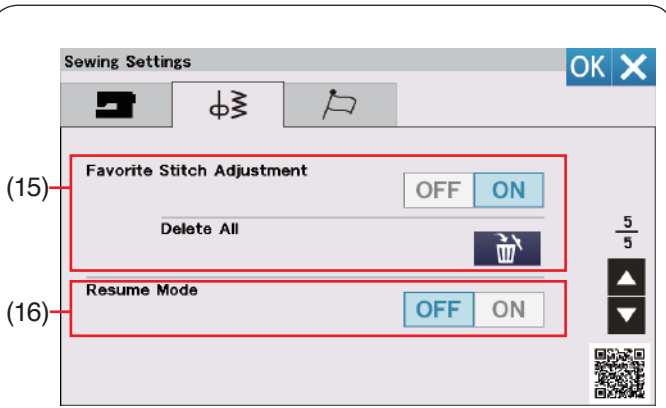 Sewing Settings
OK
(15)
Favorite Stitch Adjustment
OFF ON
Delete All
5
5
(16)
Resume Mode
OFF ON